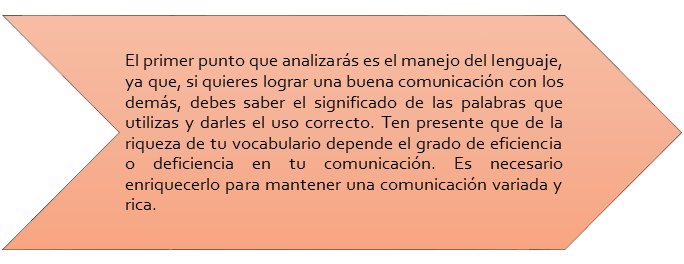 El primer punto que analizarás es el manejo del lenguaje,
ya que, si quieres lograr una buena comunicación con los
demás, debes saber el significado de las palabras que
utilizas y darles el uso correcto. Ten presente que de la
riqueza de tu vocabulario depende el grado de eficiencia
o deficiencia en tu comunicación. Es necesario
enriquecerlo para mantener una comunicación variada y
rica.